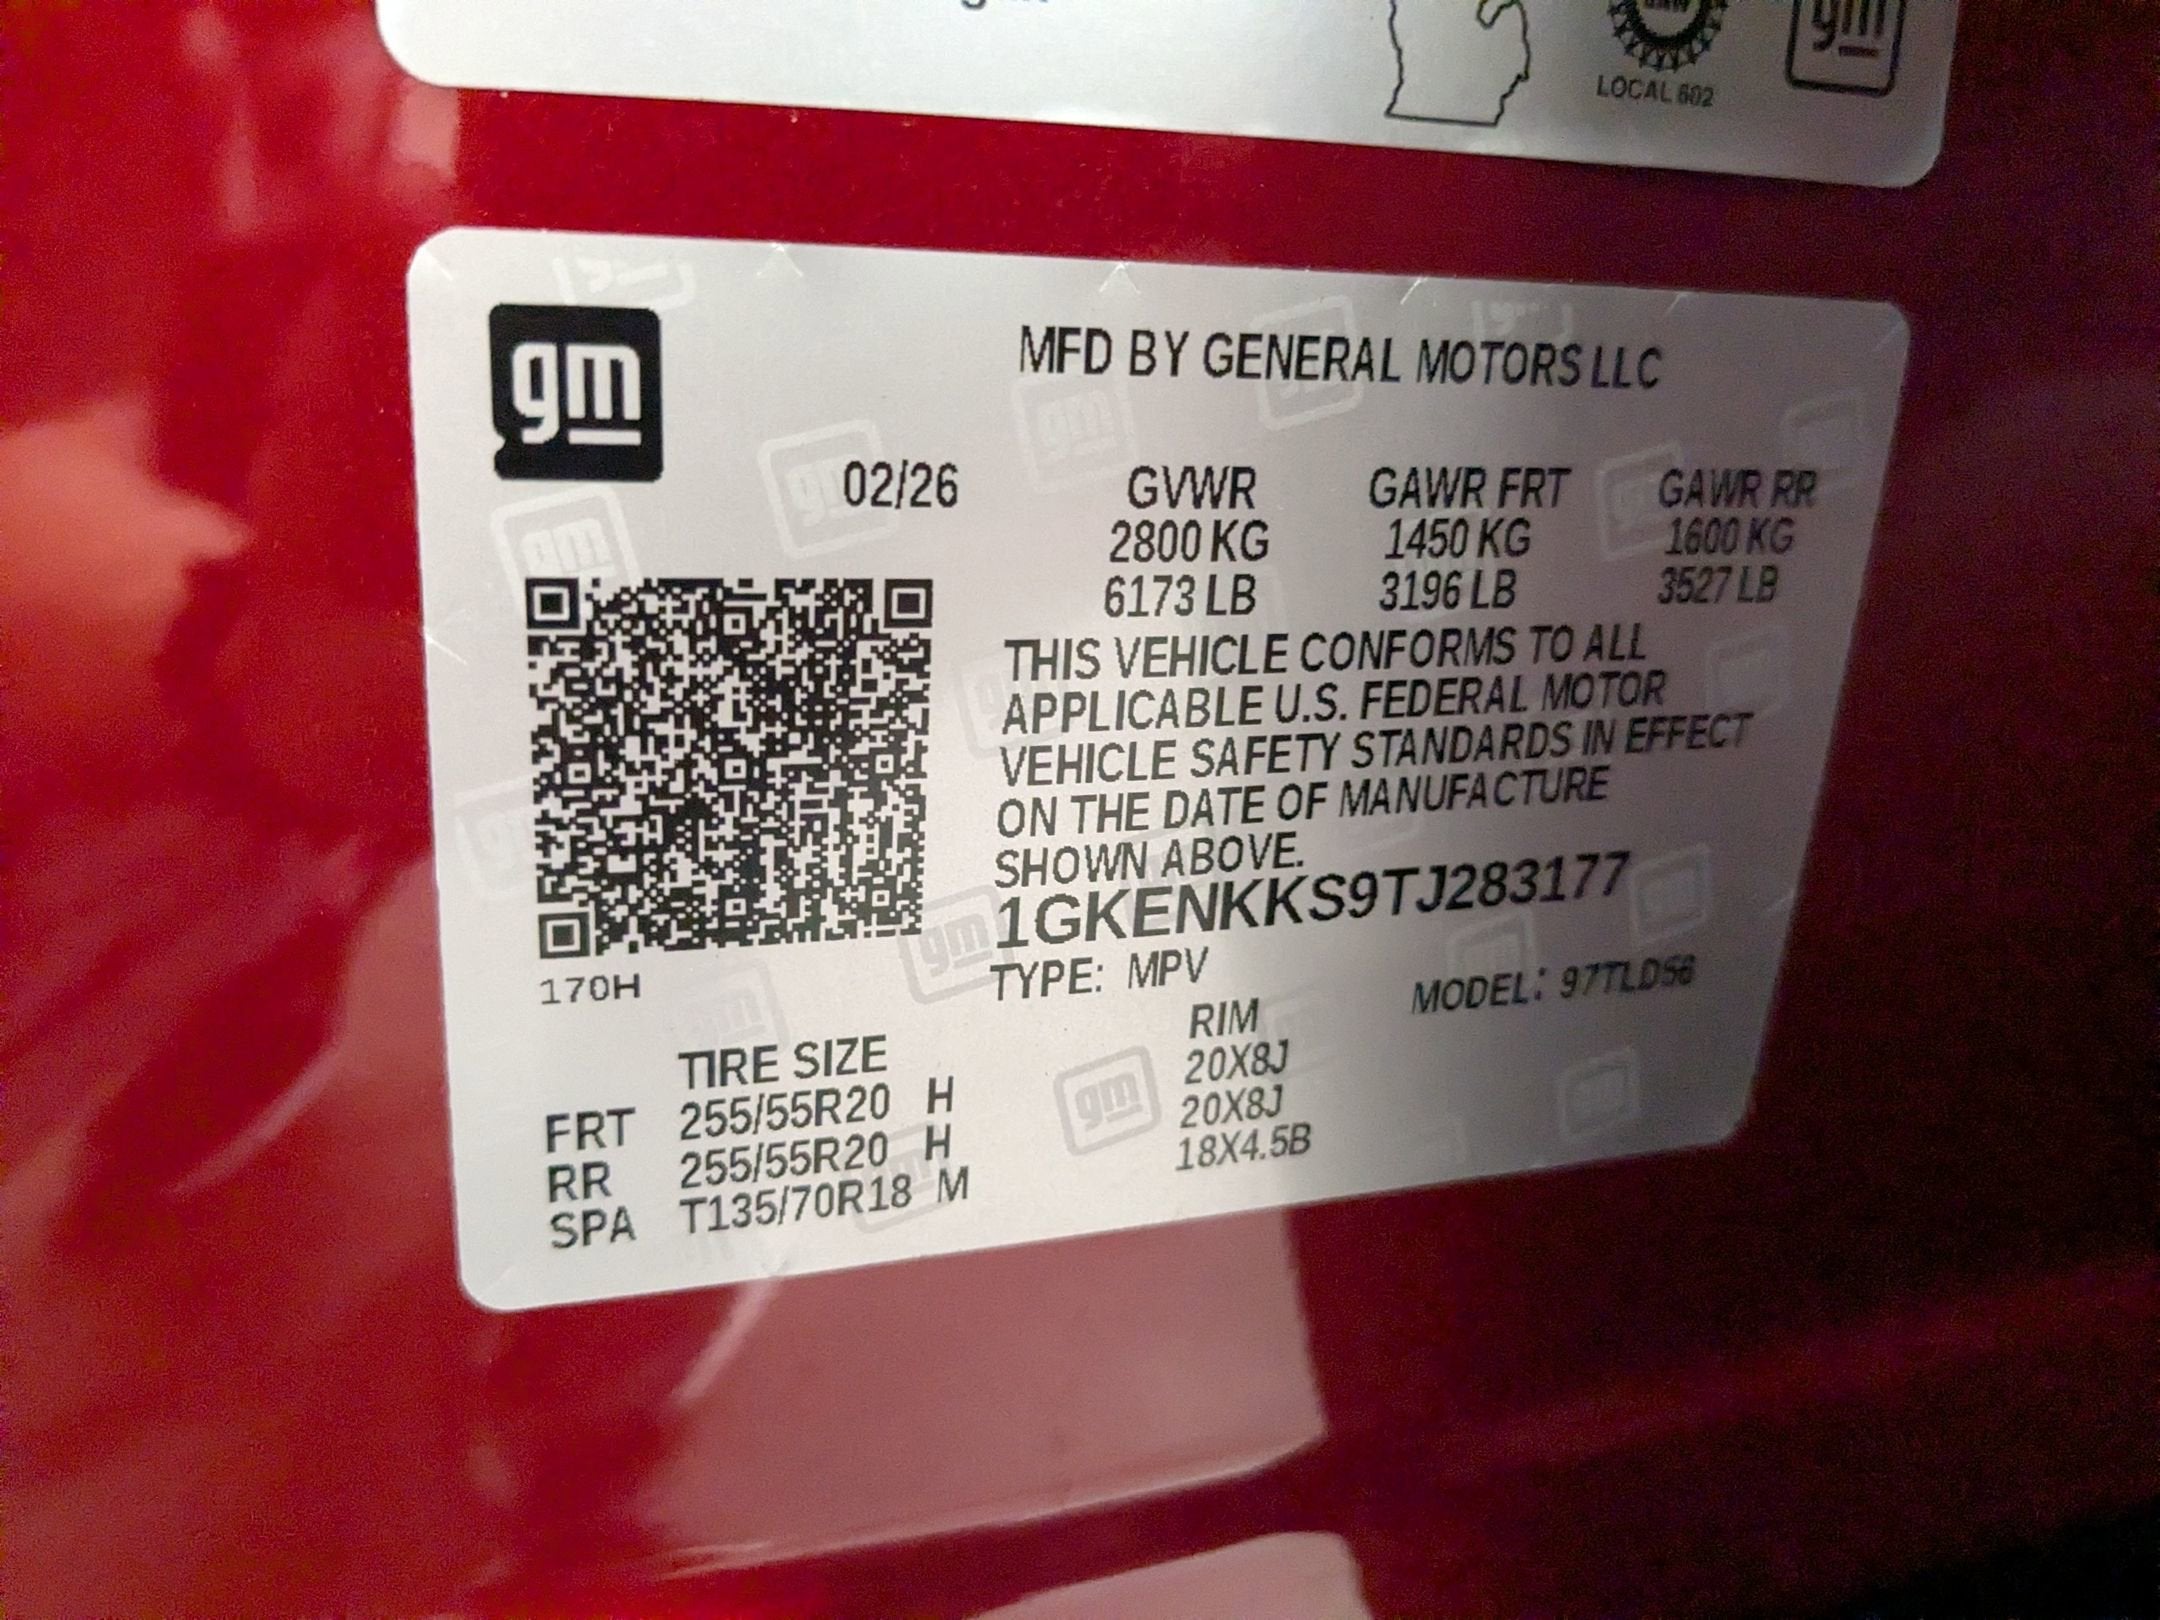 LOCAL 602
gm
gm
MFD BY GENERAL MOTORS LLC
02/26 GVWR GAWR FRT GAWR RR
2800 KG 1450 KG 1600 KG
6173 LB 3196 LB 3527 LB
THIS VEHICLE CONFORMS TO ALL
APPLICABLE U.S. FEDERAL MOTOR
VEHICLE SAFETY STANDARDS IN EFFECT
ON THE DATE OF MANUFACTURE
SHOWN ABOVE.
1GKENKKS9TJ283177
170H
TYPE: MPV MODEL: 97TLD56
TIRE SIZE RIM
FRT 255/55R20 H 20X8J
RR 255/55R20 H 20X8J
SPA T135/70R18 M 18X4.5B